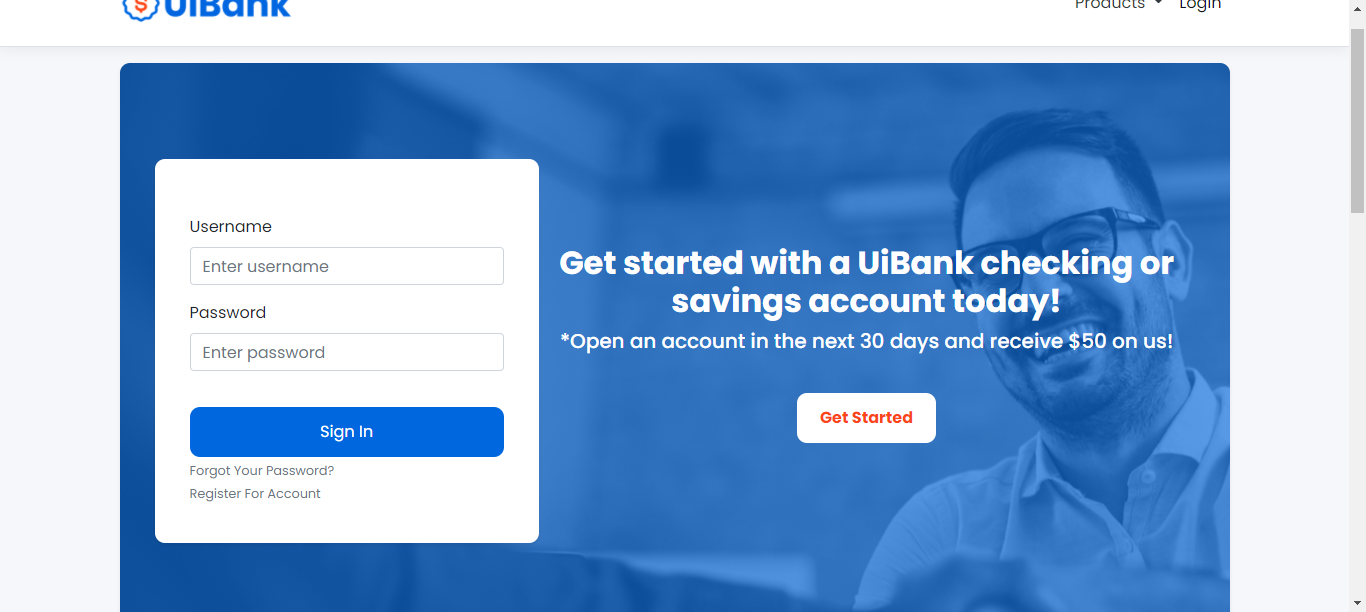 UiBank
Products
Login
Username
Enter username
Password
Enter password
Sign In
Forgot Your Password?
Register For Account
Get started with a UiBank checking or
savings account today!
*Open an account in the next 30 days and receive $50 on us!
Get Started